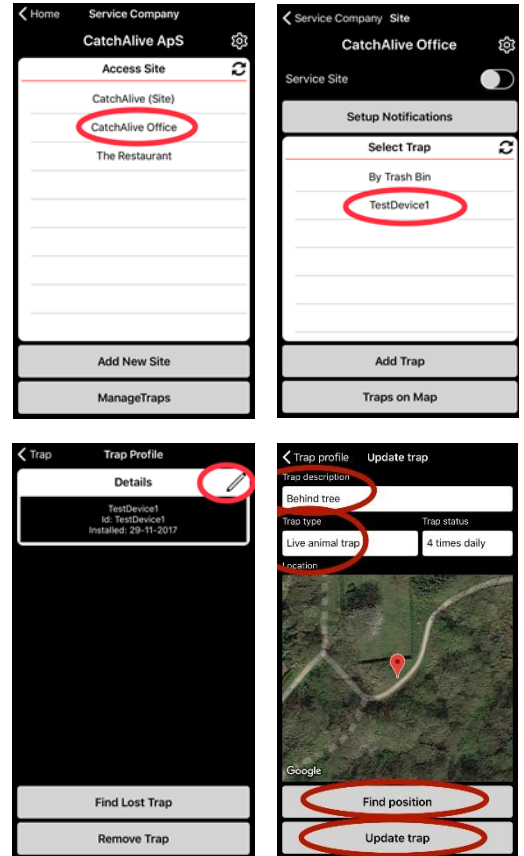 Home Service Company
CatchAlive ApS
Access Site
CatchAlive (Site)
CatchAlive Office
The Restaurant
Add New Site
ManageTraps
Service Company Site
CatchAlive Office
Service Site
Setup Notifications
Select Trap
By Trash Bin
TestDevice1
Add Trap
Traps on Map
Trap Trap Profile
Details
TestDevice1
Id: TestDevice1
Installed: 29-11-2017
Find Lost Trap
Remove Trap
Trap profile Update trap
Trap description
Behind tree
Trap type Trap status
Live animal trap 4 times daily
Location
Google
Find position
Update trap